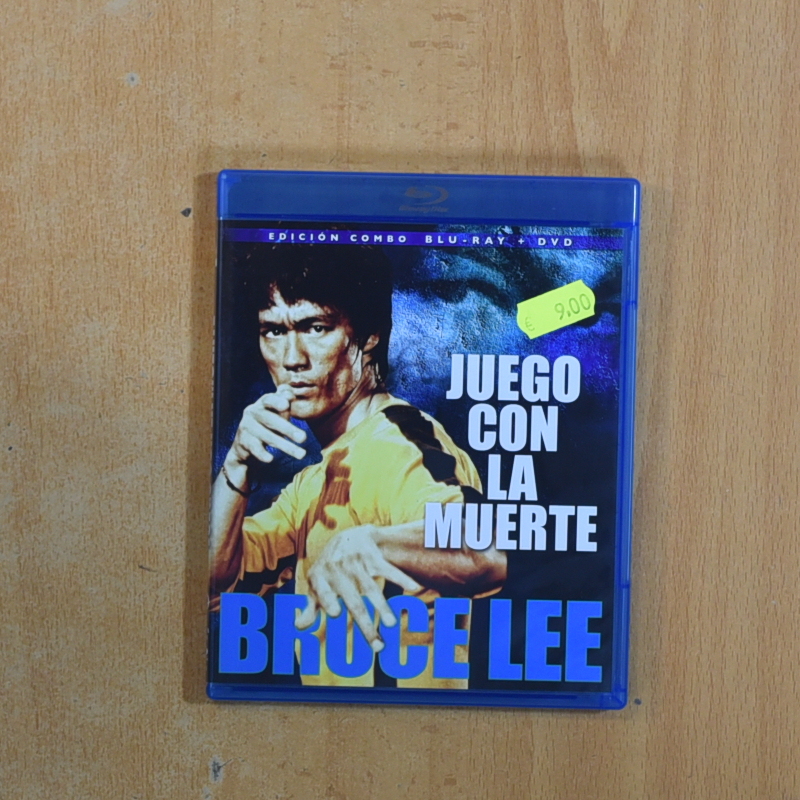 EDICIÓN COMBO BLU-RAY + DVD
€ 9,00
JUEGO
CON
LA
MUERTE
BRUCE LEE